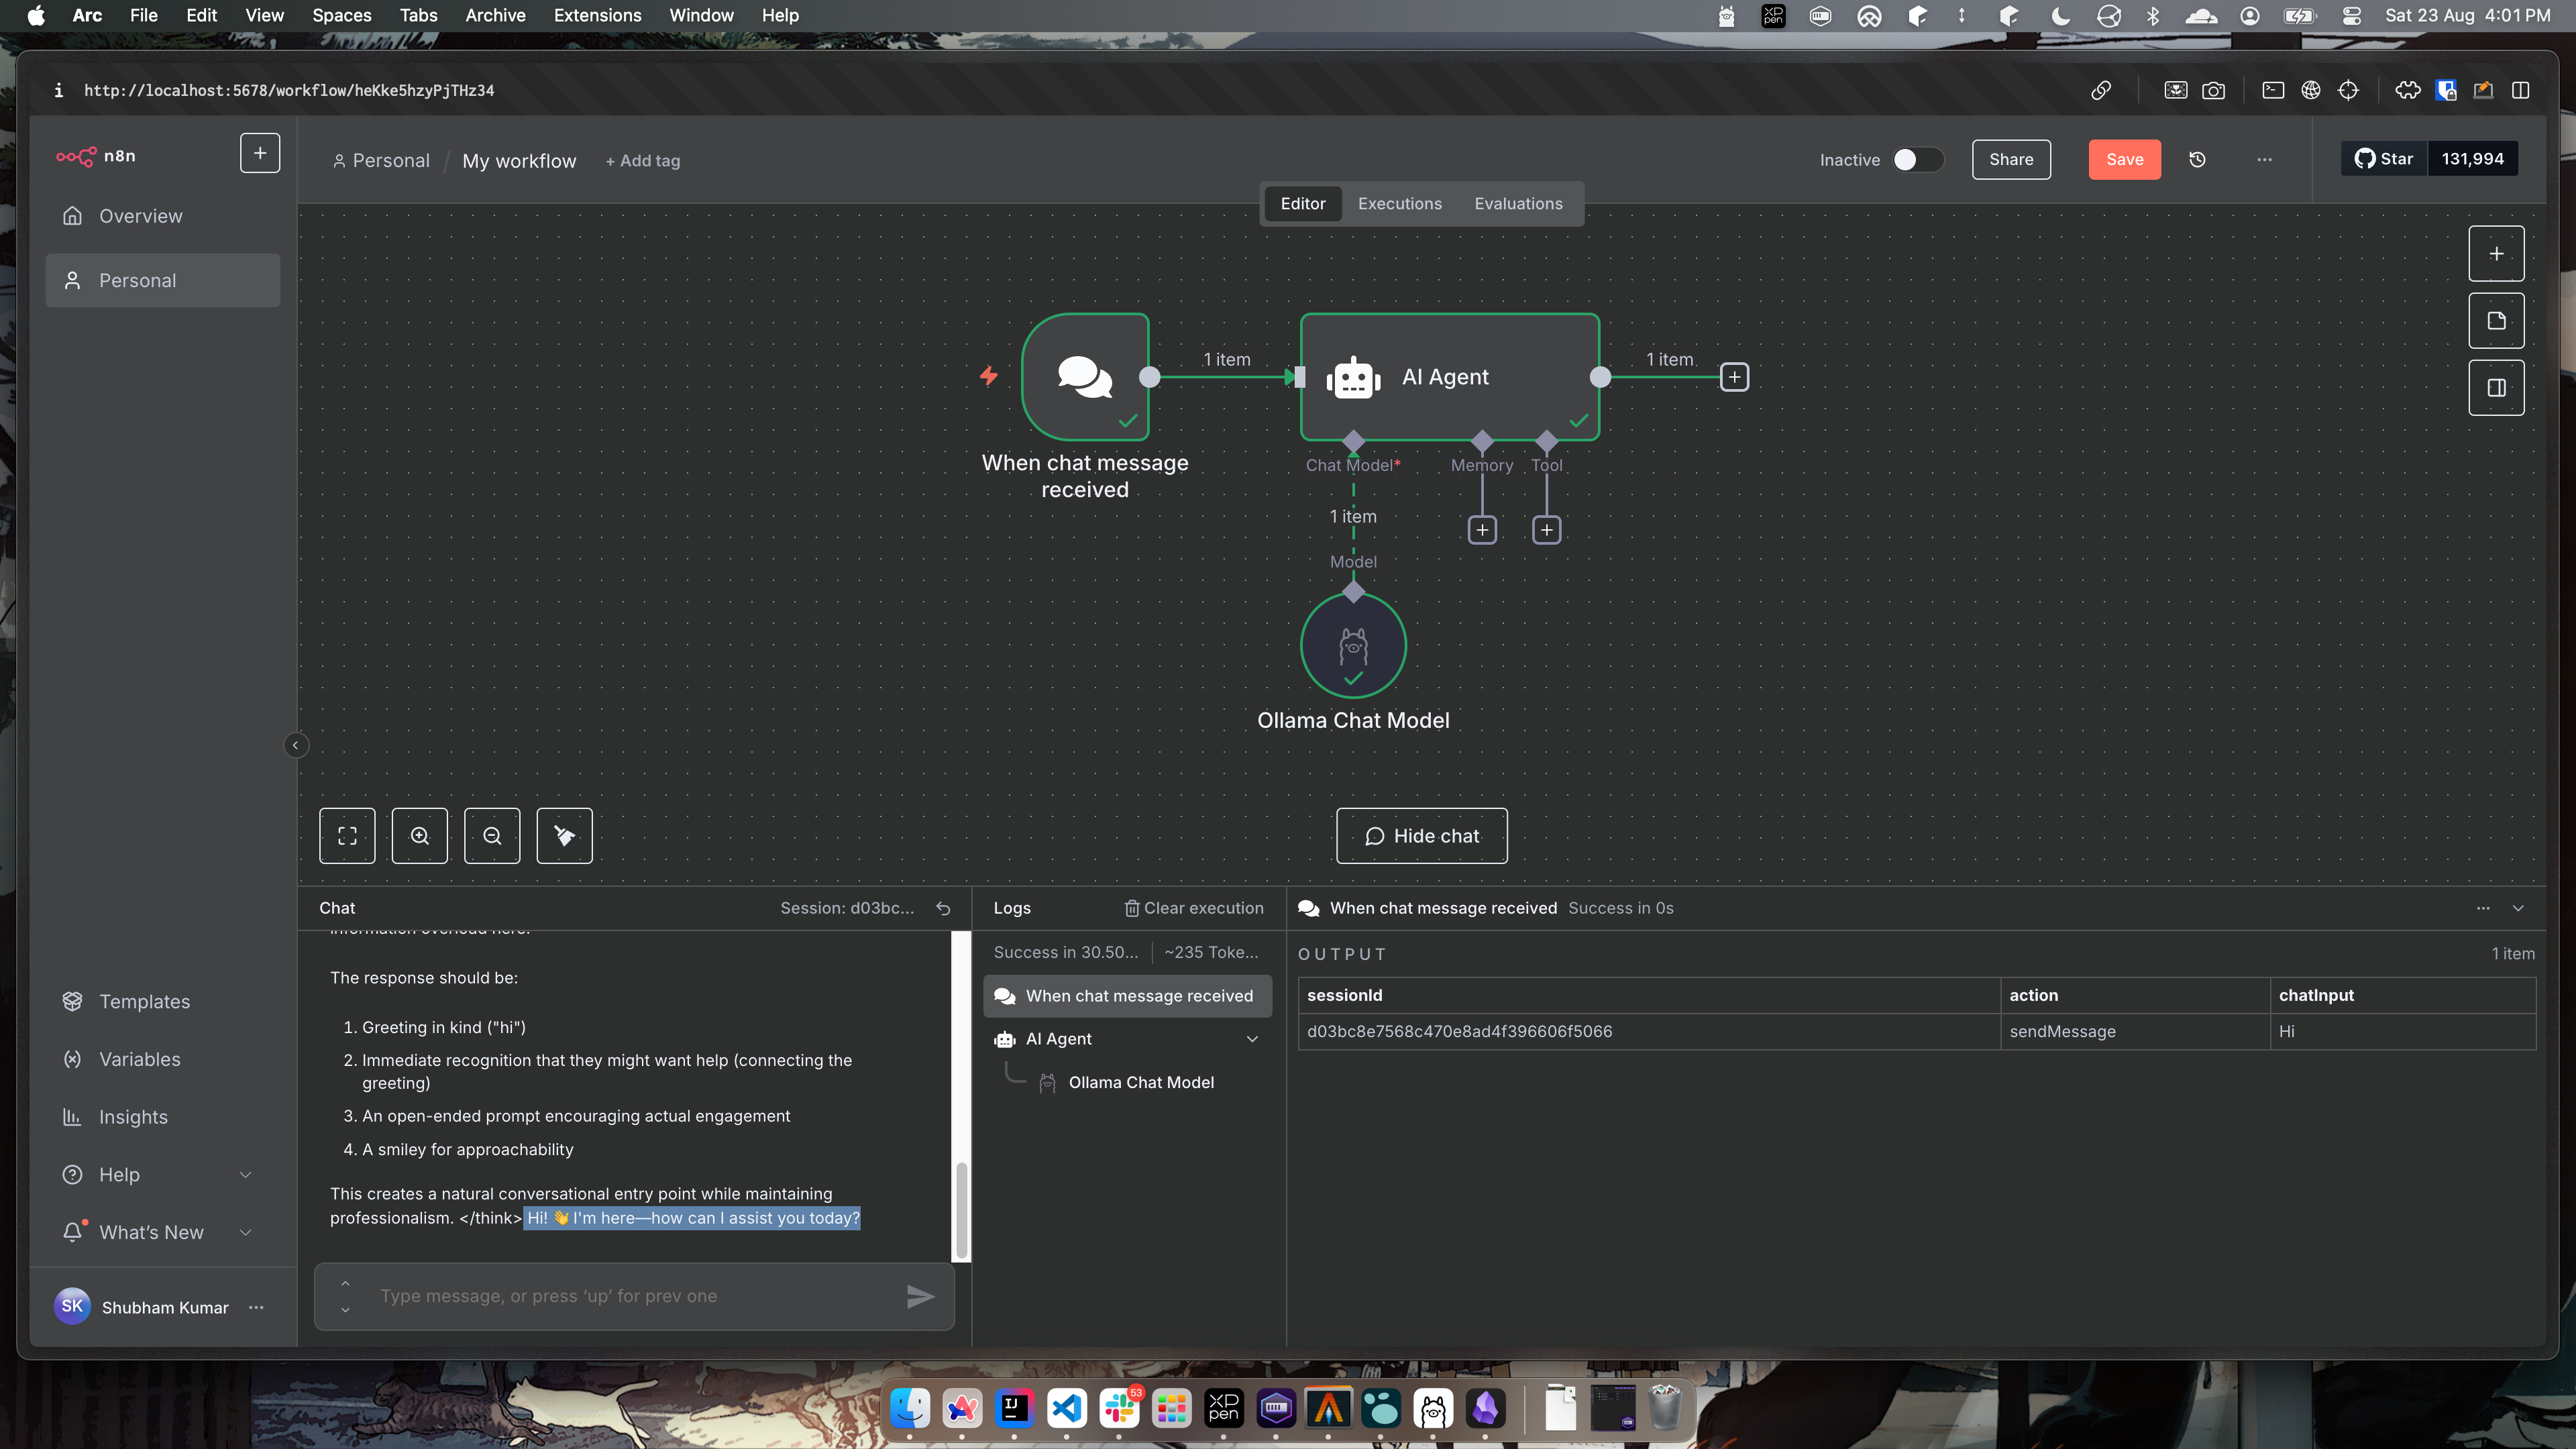 Arc File Edit View Spaces Tabs Archive Extensions Window Help
XP pen
Sat 23 Aug 4:01 PM
i http://localhost:5678/workflow/heKke5hzyPjTHz34
n8n
Overview
Personal
Templates
Variables
Insights
Help
What's New
SK Shubham Kumar
Personal / My workflow + Add tag
Inactive
Share
Save
Star 131,994
Editor Executions Evaluations
1 item
AI Agent
1 item
When chat message
received
Chat Model*
Memory
Tool
1 item
Model
Ollama Chat Model
Hide chat
Chat
Session: d03bc...
information overload here.
The response should be:
1. Greeting in kind ("hi")
2. Immediate recognition that they might want help (connecting the
greeting)
3. An open-ended prompt encouraging actual engagement
4. A smiley for approachability
This creates a natural conversational entry point while maintaining
professionalism. </think> Hi! 👋 I'm here—how can I assist you today?
Type message, or press ‘up’ for prev one
Logs
Clear execution
Success in 30.50... ~235 Toke...
When chat message received
AI Agent
Ollama Chat Model
When chat message received Success in 0s
OUTPUT
1 item
sessionId action chatInput
d03bc8e7568c470e8ad4f396606f5066 sendMessage Hi
IJ
53
XP pen